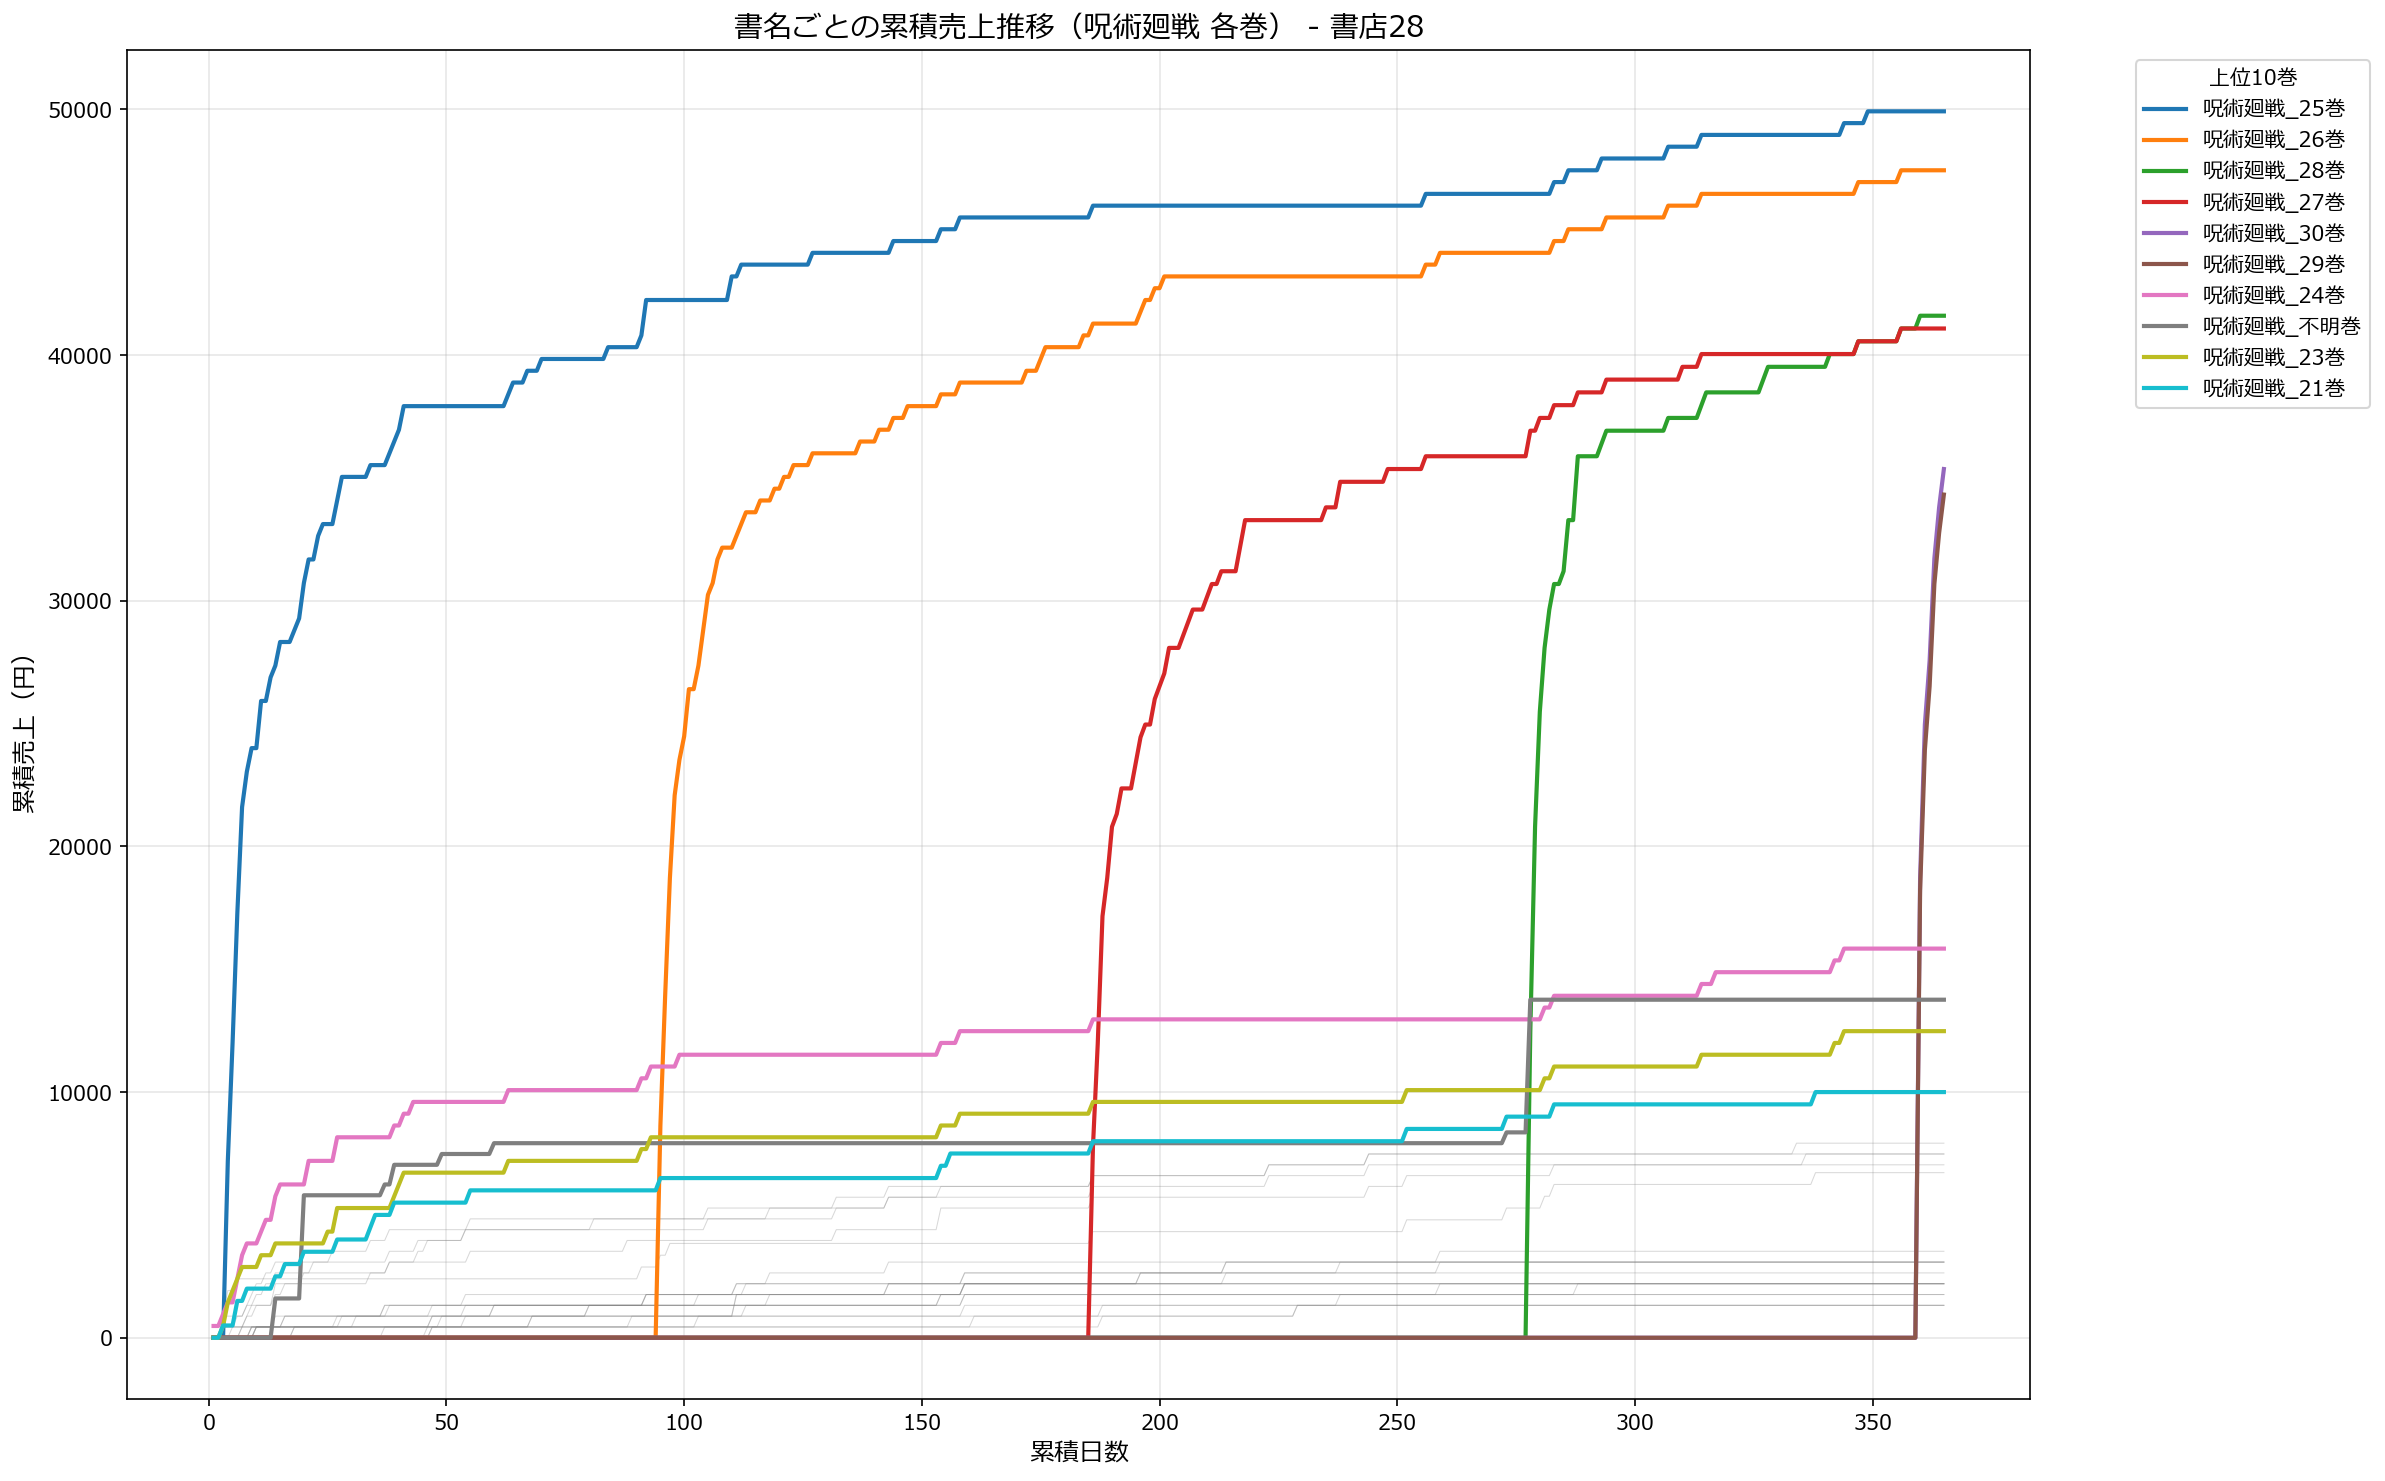 書名ごとの累積売上推移（呪術廻戦 各巻） - 書店28
上位10巻
呪術廻戦_25巻
呪術廻戦_26巻
呪術廻戦_28巻
呪術廻戦_27巻
呪術廻戦_30巻
呪術廻戦_29巻
呪術廻戦_24巻
呪術廻戦_不明巻
呪術廻戦_23巻
呪術廻戦_21巻
累積売上（円）
50000
40000
30000
20000
10000
0
0 50 100 150 200 250 300 350
累積日数